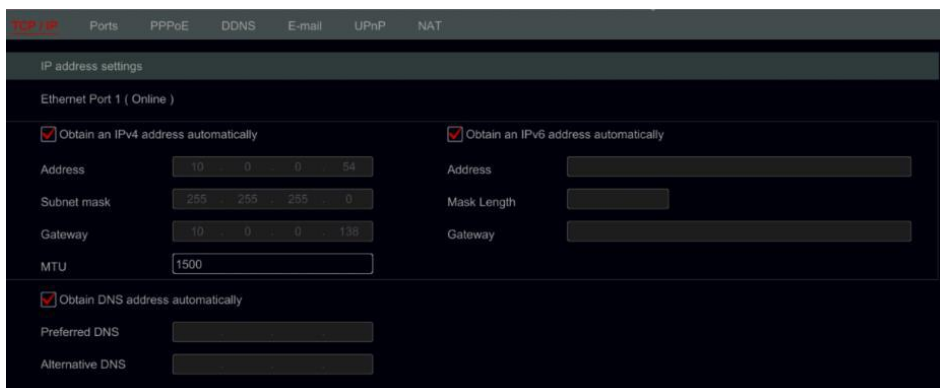 TCP / IP Ports PPPoE DDNS E-mail UPnP NAT
IP address settings
Ethernet Port 1 ( Online )
Obtain an IPv4 address automatically Obtain an IPv6 address automatically
Address 10 . 0 . 0 . 54 Address
Subnet mask 255 . 255 . 255 . 0 Mask Length
Gateway 10 . 0 . 0 . 138 Gateway
MTU 1500
Obtain DNS address automatically
Preferred DNS . . .
Alternative DNS . . .